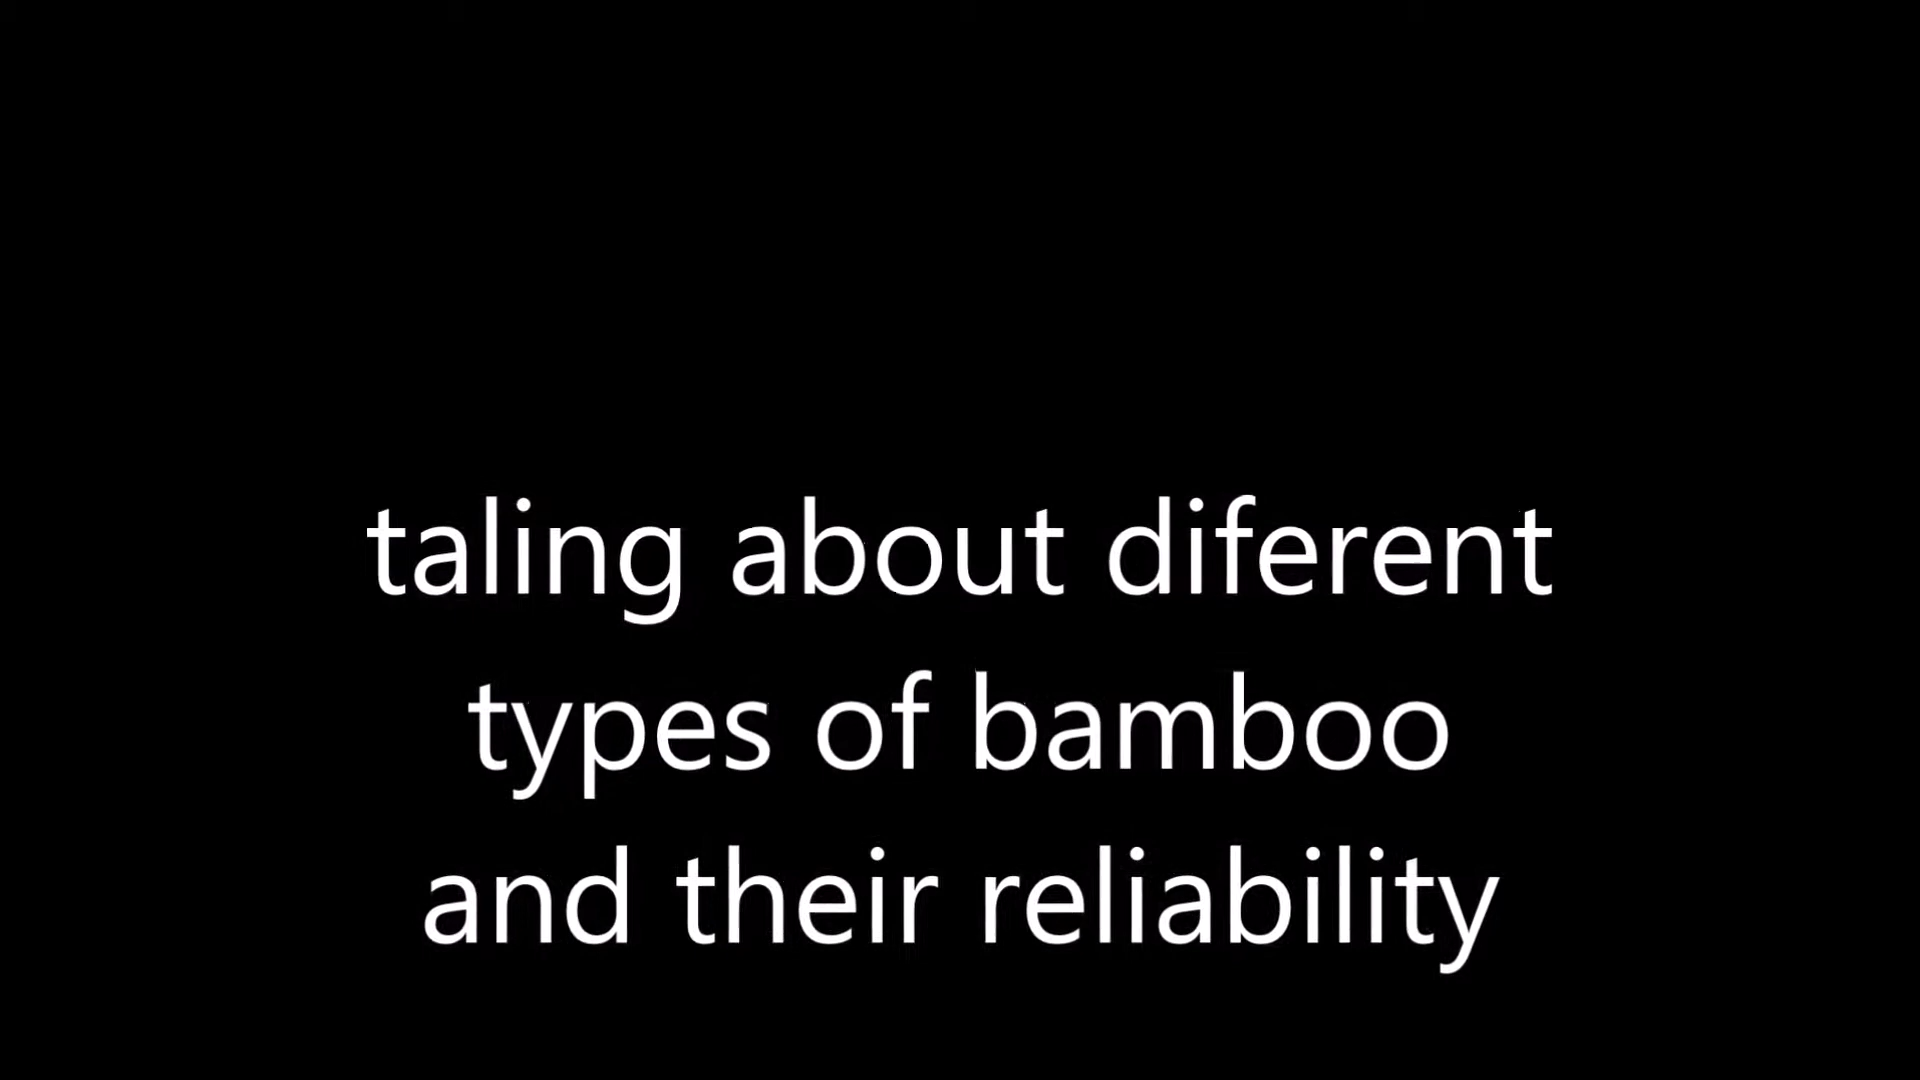 taling about diferent
types of bamboo
and their reliability